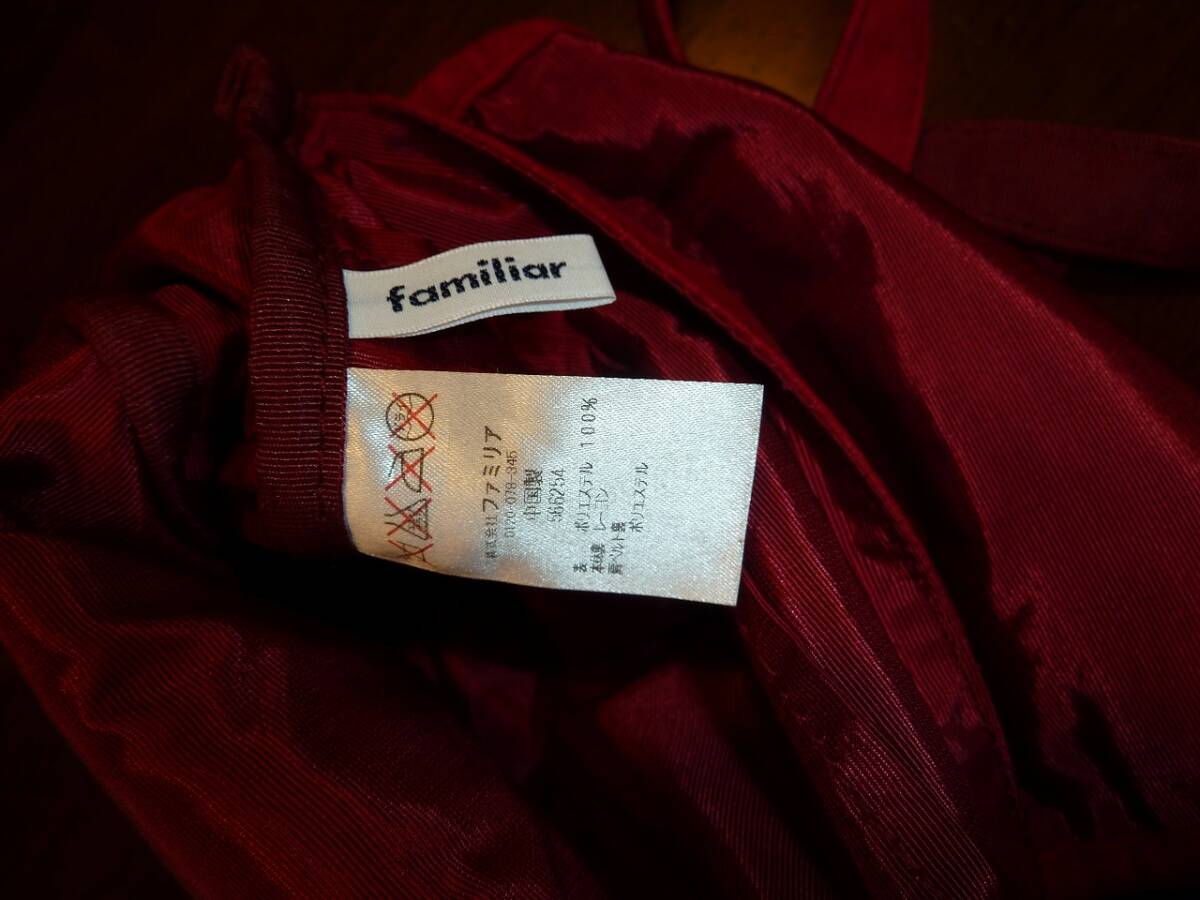 familiar
株式会社ファミリア
0120-078-345
中国製
566254
表 ポリエステル 100%
本体裏 レーヨン
肩ベルト裏
ポリエステル